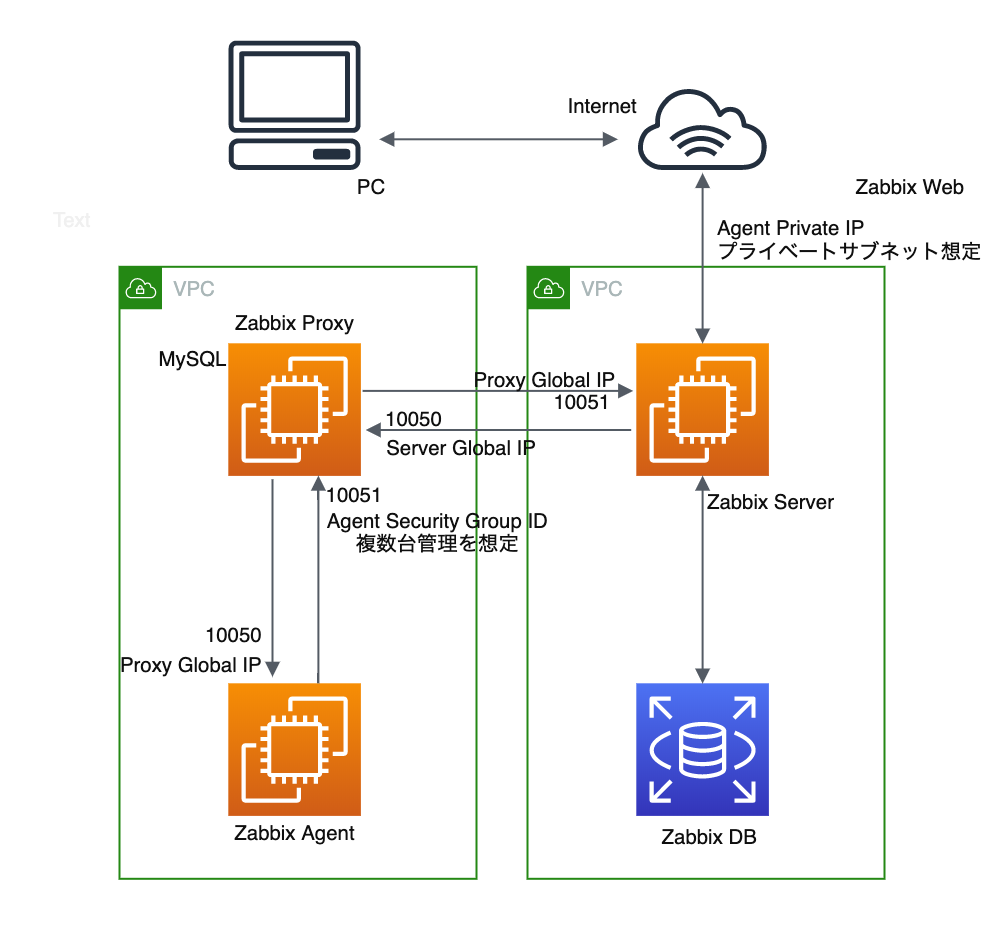 Internet
PC
Zabbix Web
Text
Agent Private IP
プライベートサブネット想定
VPC
VPC
Zabbix Proxy
MySQL
Proxy Global IP
10051
10050
Server Global IP
10051
Agent Security Group ID
複数台管理を想定
Zabbix Server
10050
Proxy Global IP
Zabbix Agent
Zabbix DB